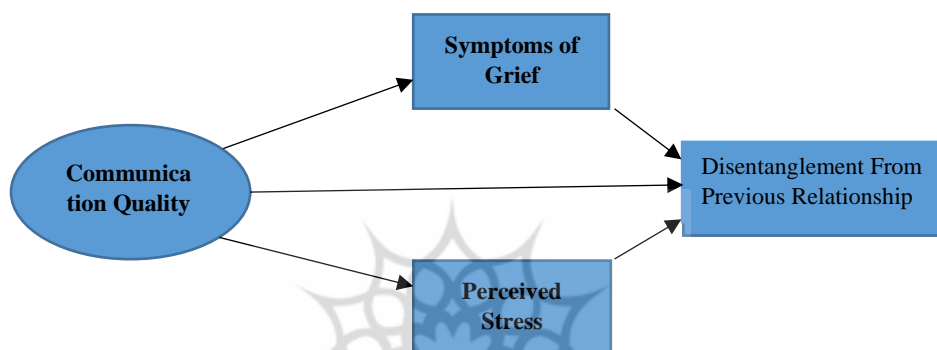 Symptoms of
Grief
Communica
tion Quality
Disentanglement From
Previous Relationship
Perceived
Stress